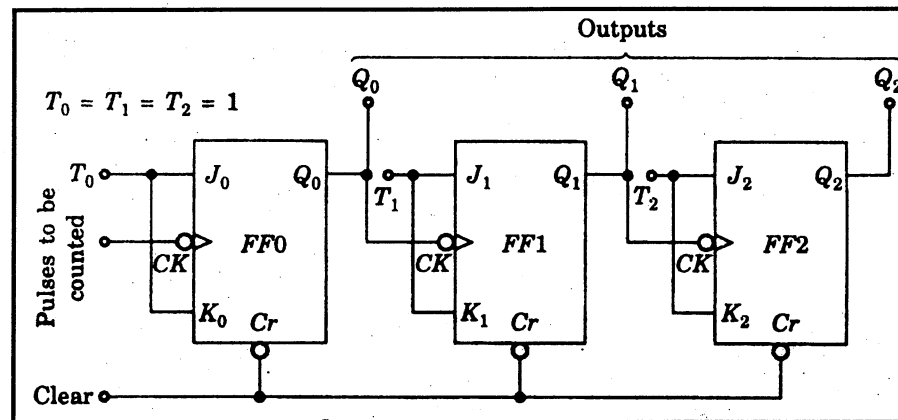 Outputs
Q₀ Q₁ Q₂
T₀ = T₁ = T₂ = 1
T₀ J₀ Q₀ T₁ J₁ Q₁ T₂ J₂ Q₂
Pulses to be
counted
CK FF0 CK FF1 CK FF2
K₀ Cr K₁ Cr K₂ Cr
Clear